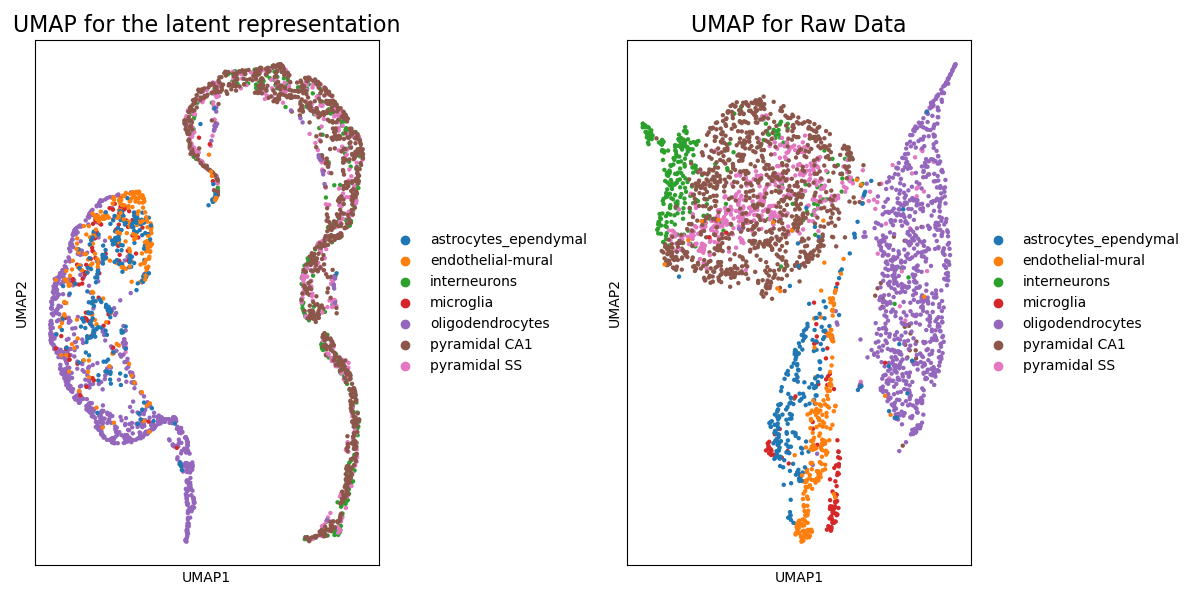 UMAP for the latent representation
UMAP2
UMAP1
astrocytes_ependymal
endothelial-mural
interneurons
microglia
oligodendrocytes
pyramidal CA1
pyramidal SS
UMAP for Raw Data
UMAP2
UMAP1
astrocytes_ependymal
endothelial-mural
interneurons
microglia
oligodendrocytes
pyramidal CA1
pyramidal SS